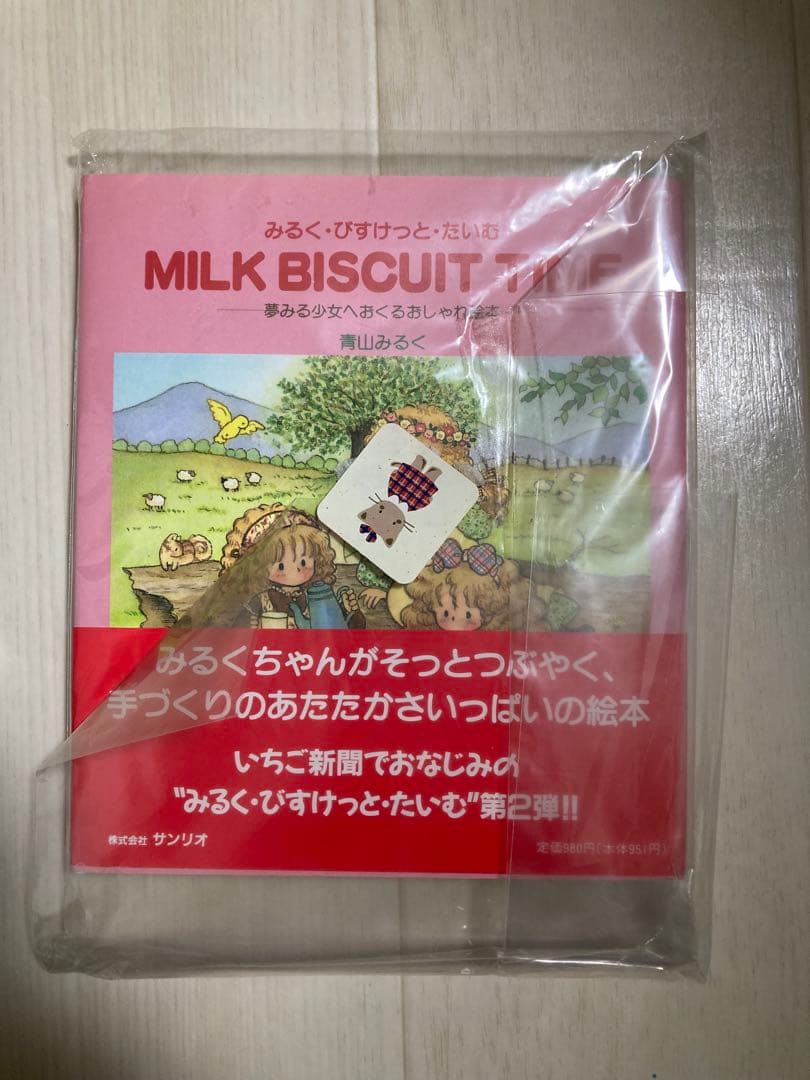 みるく・びすけっと・たいむ
MILK BISCUIT TIME
夢みる少女へおくるおしゃれ絵本
青山みるく
みるくちゃんがそっとつぶやく、
手づくりのあたたかさいっぱいの絵本
いちご新聞でおなじみの
"みるく・びすけっと・たいむ"第2弾!!
株式会社 サンリオ
定価980円(本体951円)